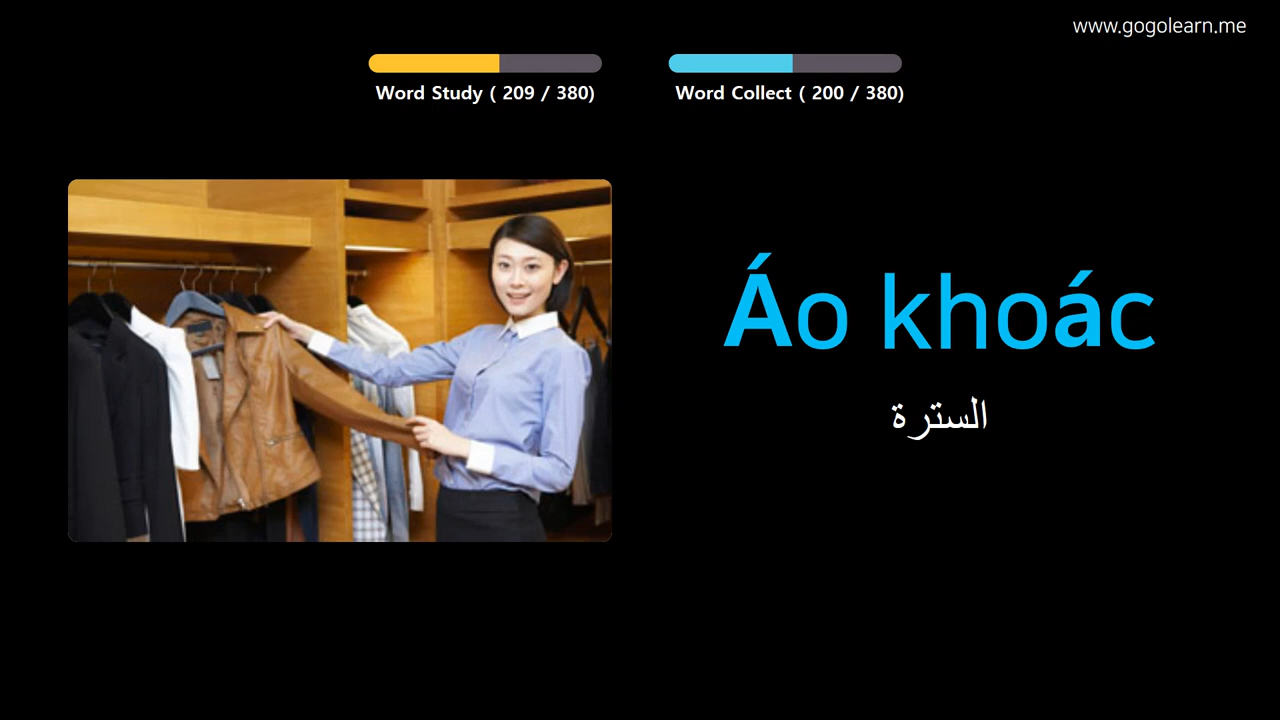 www.gogolearn.me
Word Study ( 209 / 380)
Word Collect ( 200 / 380)
Áo khoác
السترة